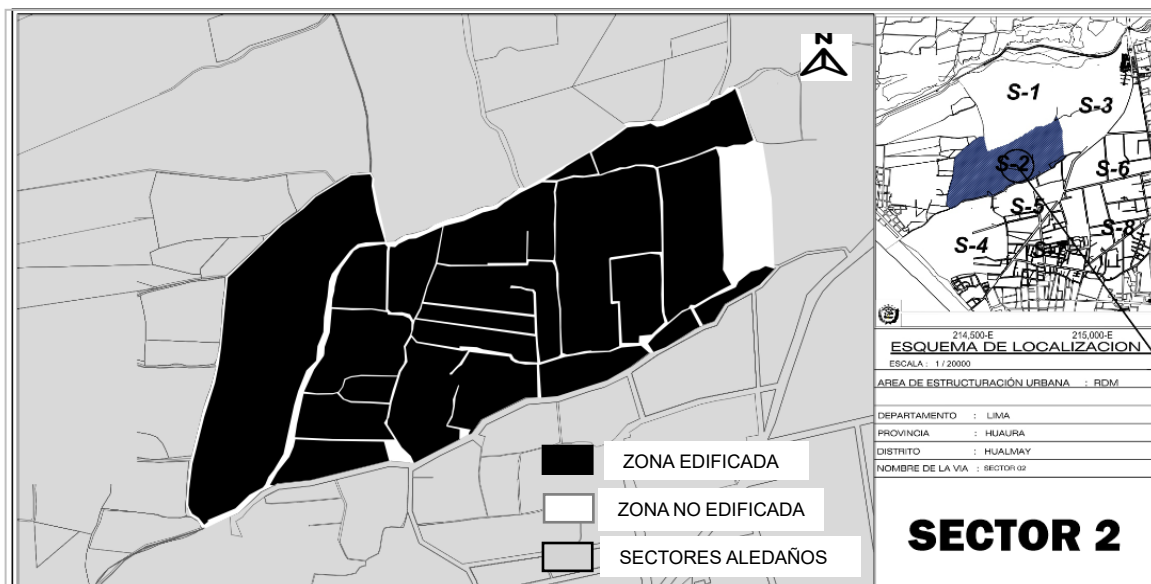 N
ZONA EDIFICADA
ZONA NO EDIFICADA
SECTORES ALEDAÑOS
S-1
S-3
S-2
S-6
S-5
S-8
S-4
214,500-E 215,000-E
ESQUEMA DE LOCALIZACION
ESCALA : 1 / 20000
AREA DE ESTRUCTURACIÓN URBANA : RDM
DEPARTAMENTO : LIMA
PROVINCIA : HUAURA
DISTRITO : HUALMAY
NOMBRE DE LA VIA : SECTOR 02
SECTOR 2